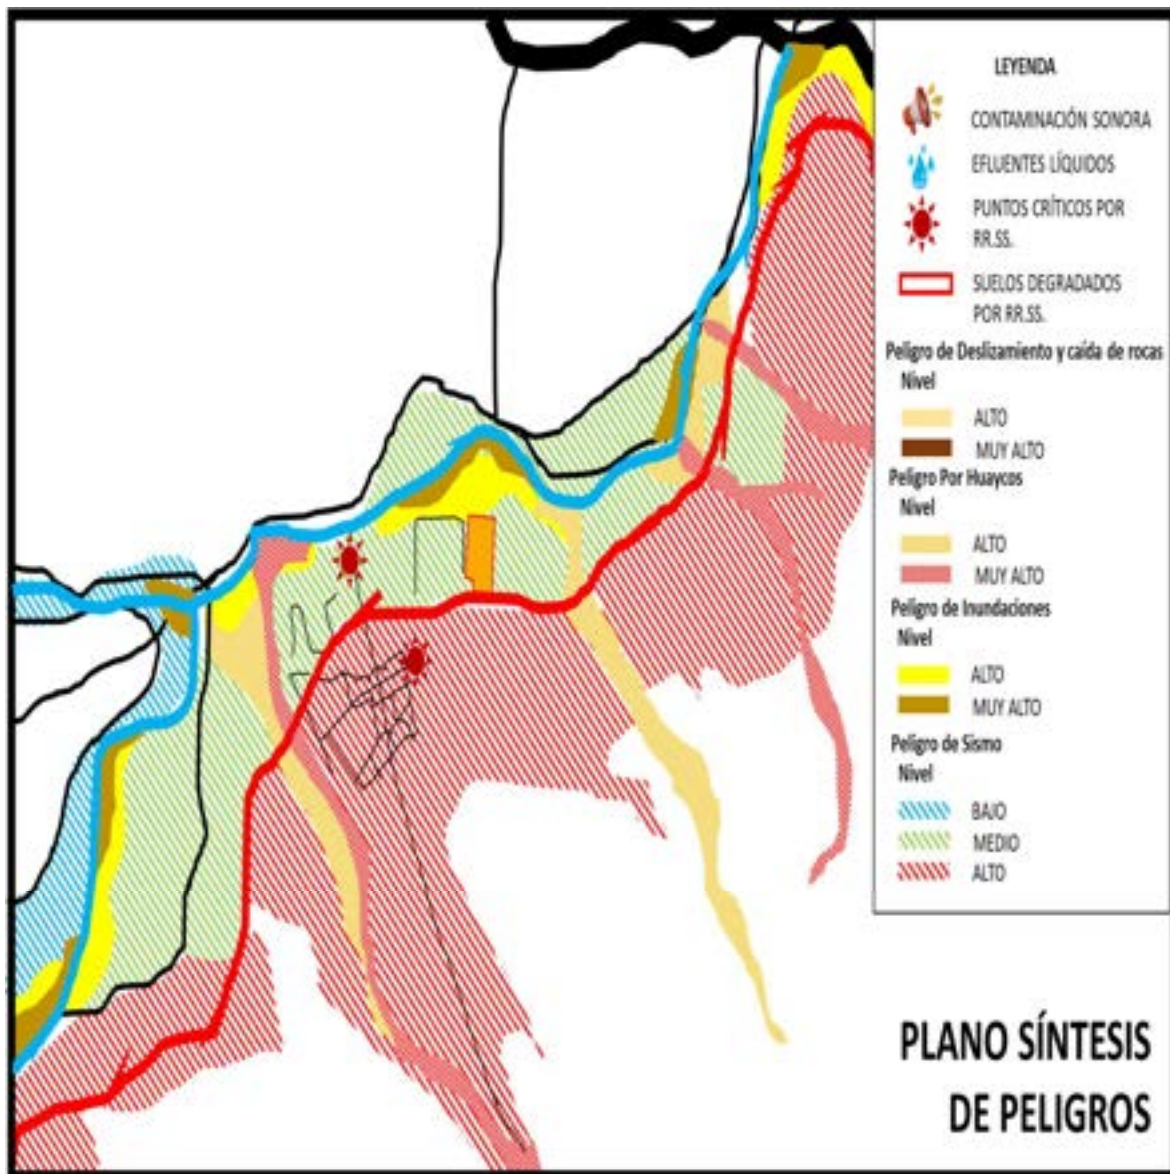 LEYENDA
CONTAMINACIÓN SONORA
EFLUENTES LÍQUIDOS
PUNTOS CRÍTICOS POR
RR.SS.
SUELOS DEGRADADOS
POR RR.SS.
Peligro de Deslizamiento y caída de rocas
Nivel
ALTO
MUY ALTO
Peligro Por Huaycos
Nivel
ALTO
MUY ALTO
Peligro de Inundaciones
Nivel
ALTO
MUY ALTO
Peligro de Sismo
Nivel
BAJO
MEDIO
ALTO
PLANO SÍNTESIS
DE PELIGROS